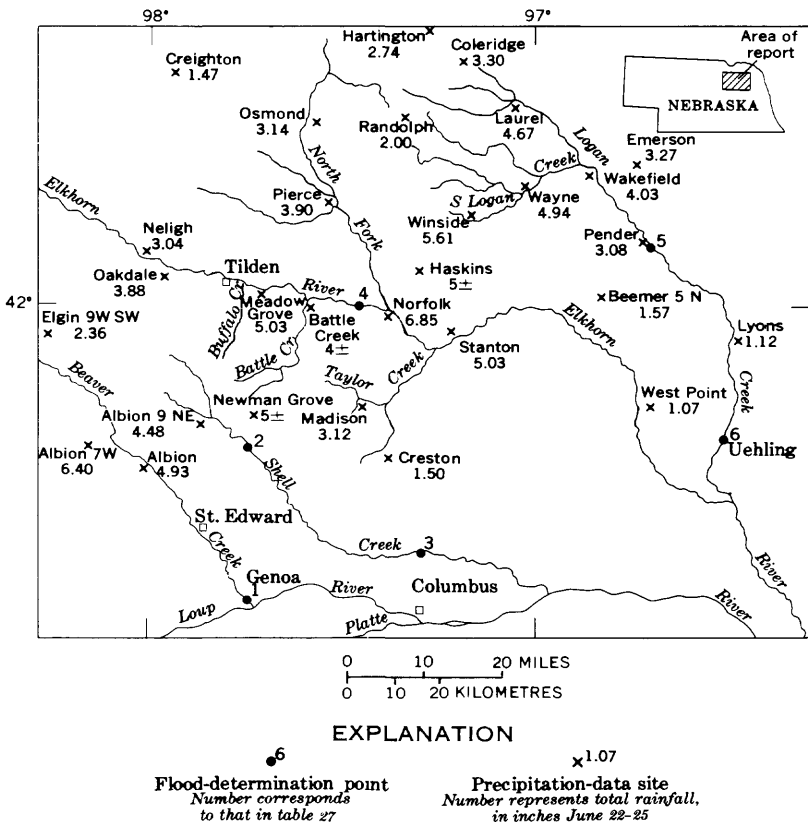 98°
97°
Hartington
2.74
Coleridge
3.30
Creighton
1.47
Area of
report
NEBRASKA
Osmond
3.14
Randolph
2.00
Laurel
4.67
Logan
Emerson
3.27
North
Creek
Wakefield
4.03
Elkhorn
Pierce
3.90
S Logan
Wayne
4.94
Winside
5.61
Fork
Neligh
3.04
Pender
3.08
5
Oakdale
3.88
Tilden
River
4
Haskins
5±
42°
Elgin 9W SW
2.36
Buffalo Cr
Meadow
Grove
5.03
Battle
Creek
4±
Norfolk
6.85
Elkhorn
Beemer 5 N
1.57
Lyons
1.12
Stanton
5.03
Battle Cr
Creek
Taylor
Beaver
Creek
Newman Grove
5±
Madison
3.12
West Point
1.07
Albion 9 NE
4.48
2
6
Uehling
Albion 7W
6.40
Albion
4.93
Creston
1.50
Shell
St. Edward
Creek
Creek
3
Genoa
1
River
Columbus
Loup
Platte
River
River
0 10 20 MILES
0 10 20 KILOMETRES
EXPLANATION
6
Flood-determination point
Number corresponds
to that in table 27
1.07
Precipitation-data site
Number represents total rainfall,
in inches June 22-25